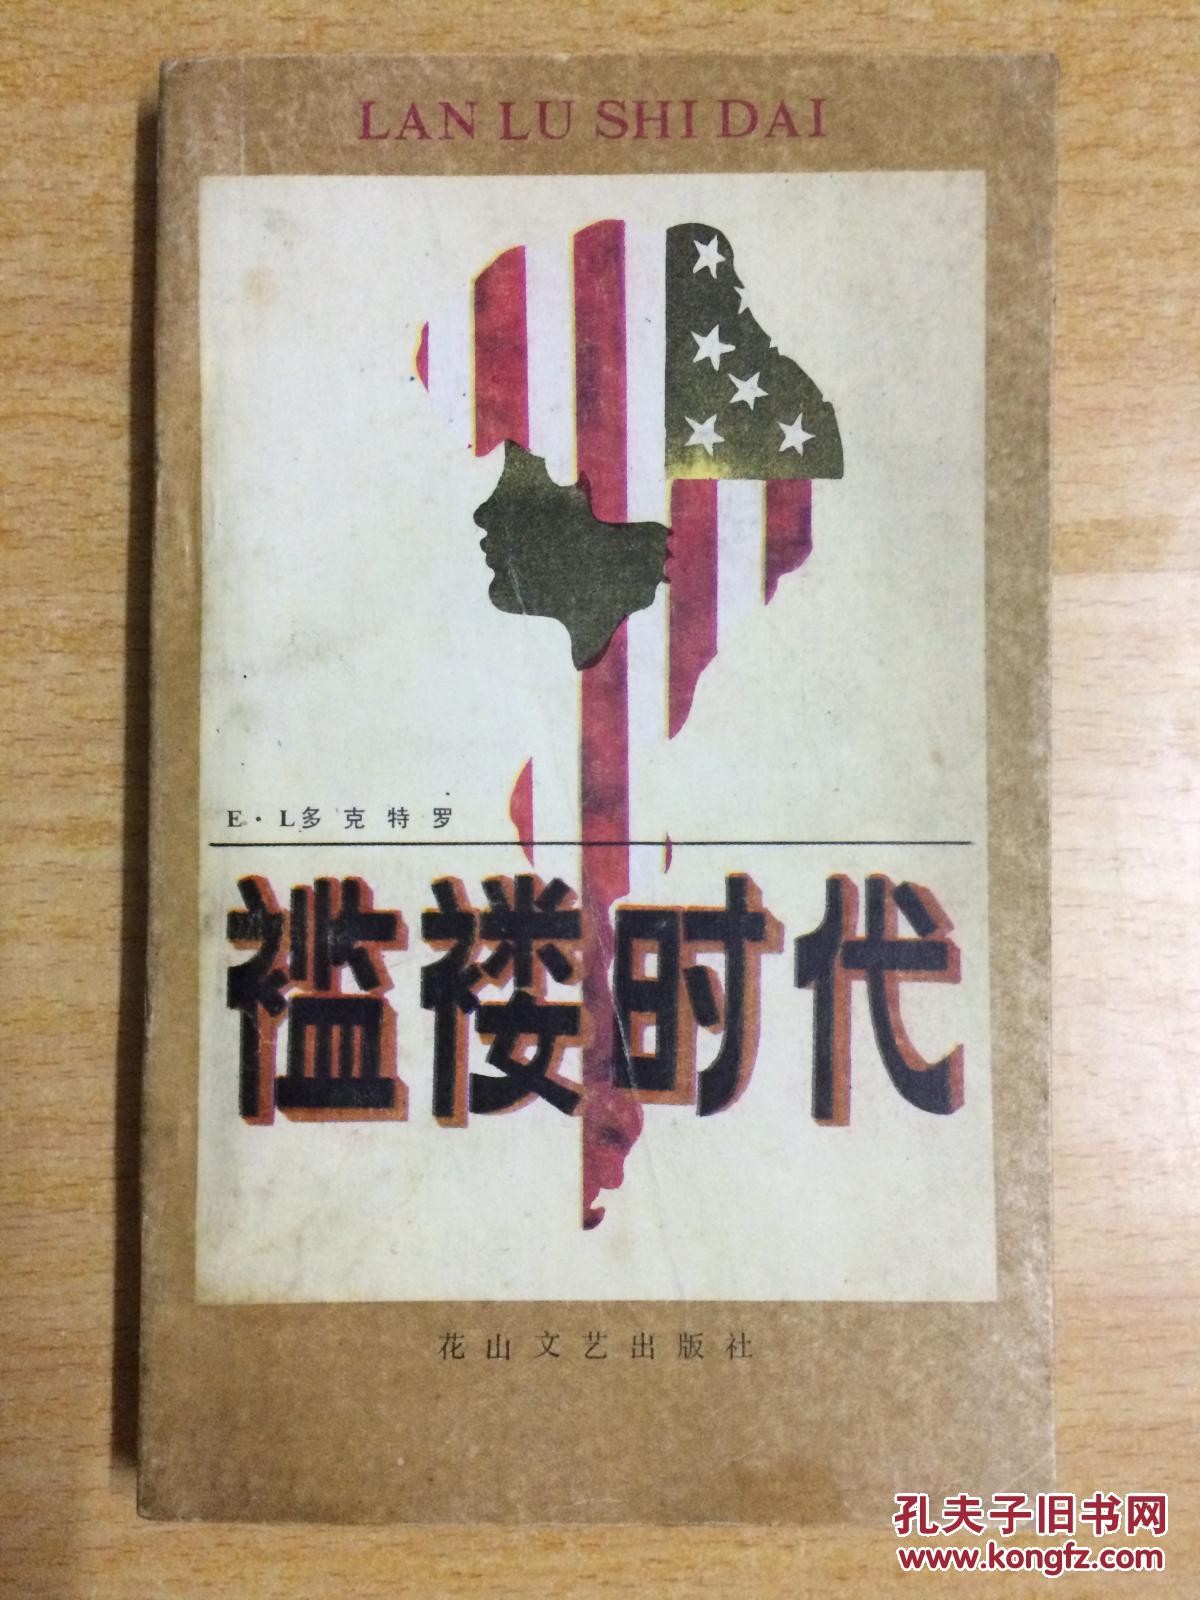 LAN LU SHI DAI
E·L多克特罗
褴褛时代
花山文艺出版社
孔夫子旧书网
www.kongfz.com